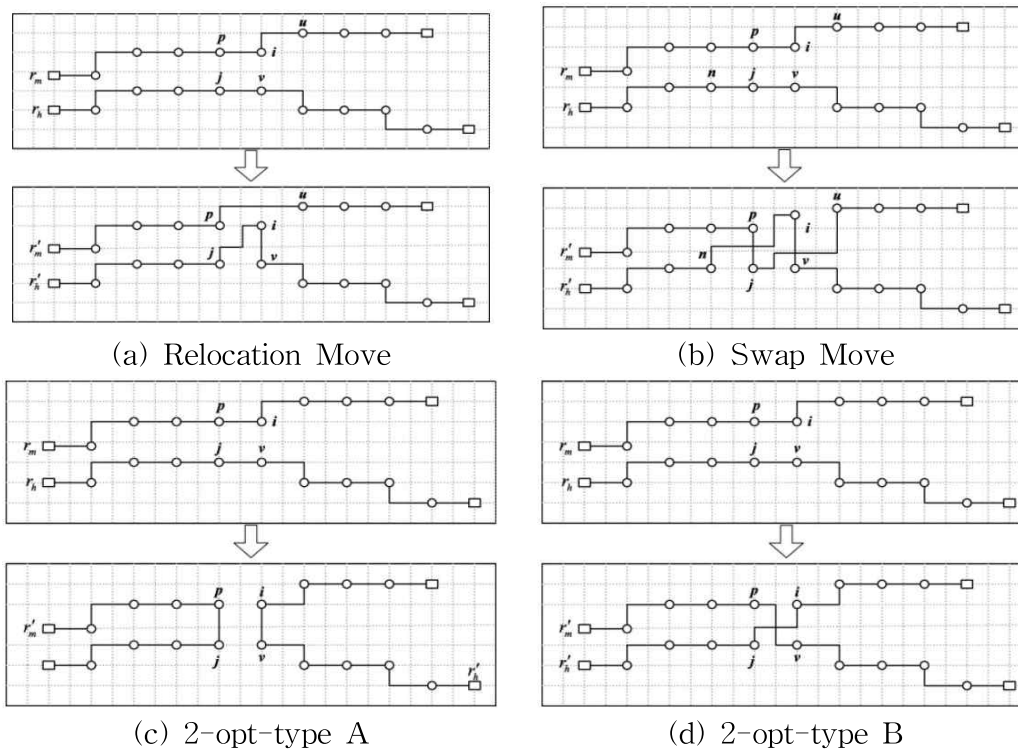 u u
p p
r_m i r_m i
j v n j v
r_h r_h
u u
p i p
r'_m r'_m i
j v n v
r'_h r'_h j
(a) Relocation Move (b) Swap Move
p p
r_m i r_m i
j v j v
r_h r_h
p i p i
r'_m r'_m
r'_h j v r'_h j v
(c) 2-opt-type A (d) 2-opt-type B